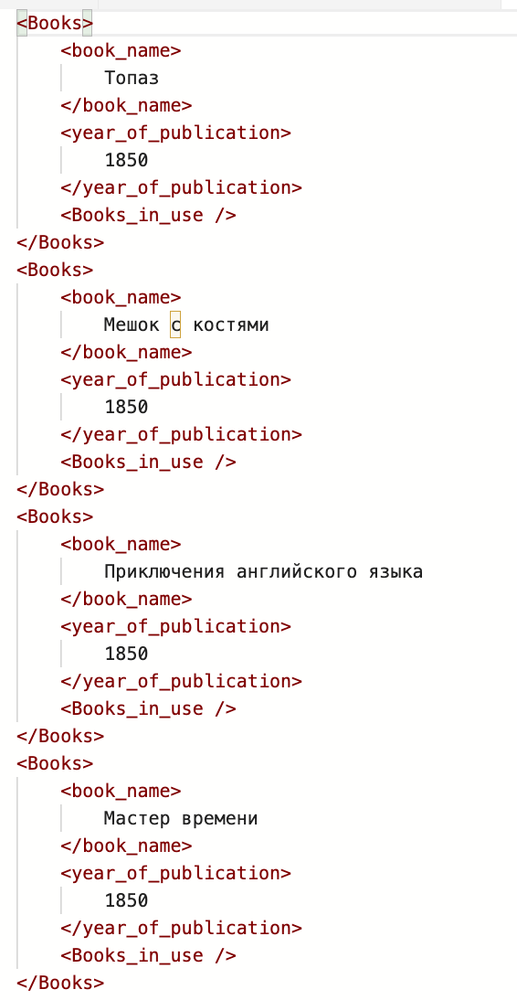 <Books>
<book_name>
Топаз
</book_name>
<year_of_publication>
1850
</year_of_publication>
<Books_in_use />
</Books>
<Books>
<book_name>
Мешок с костями
</book_name>
<year_of_publication>
1850
</year_of_publication>
<Books_in_use />
</Books>
<Books>
<book_name>
Приключения английского языка
</book_name>
<year_of_publication>
1850
</year_of_publication>
<Books_in_use />
</Books>
<Books>
<book_name>
Мастер времени
</book_name>
<year_of_publication>
1850
</year_of_publication>
<Books_in_use />
</Books>